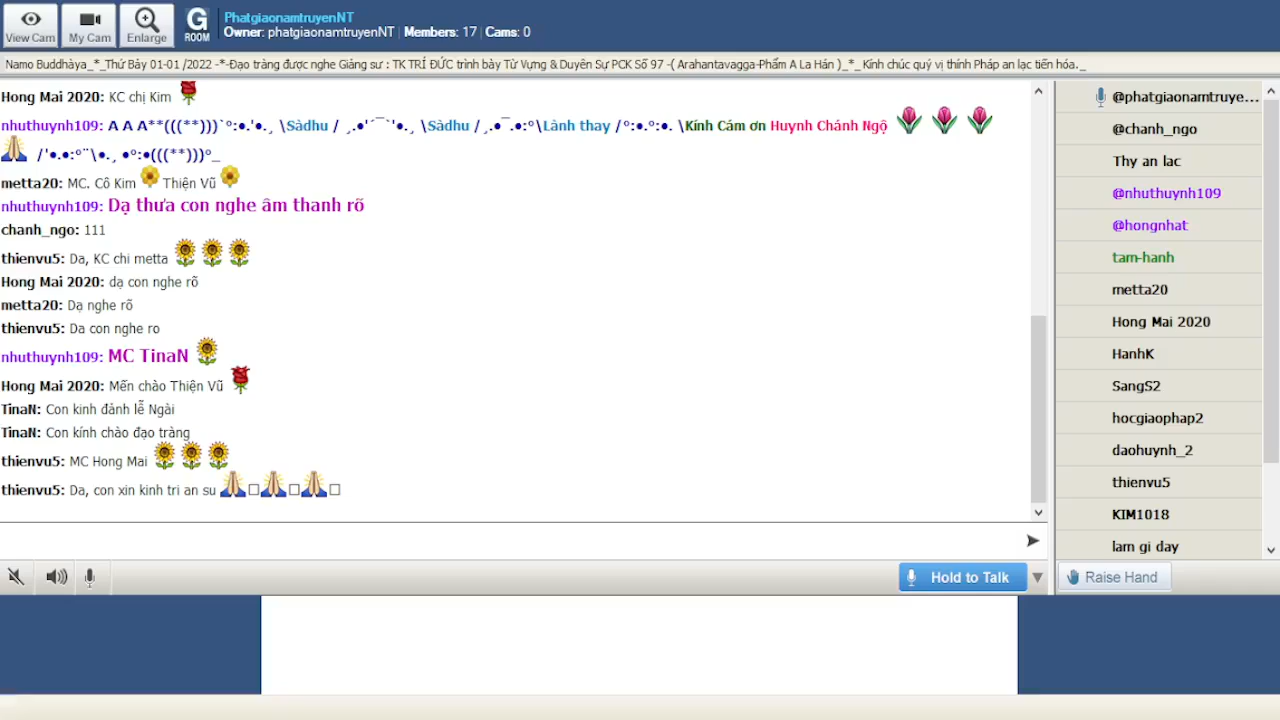 View Cam
My Cam
Enlarge
G
ROOM
PhatgiaonamtruyenNT
Owner: phatgiaonamtruyenNT | Members: 17 | Cams: 0
Namo Buddhàya_*_Thứ Bảy 01-01 /2022 -*-Đạo tràng được nghe Giảng sư : TK TRÍ ĐỨC trình bày Từ Vựng & Duyên Sự PCK Số 97 -( Arahantavagga-Phẩm A La Hán )_*_ Kính chúc quý vị thính Pháp an lạc tiến hóa._
Hong Mai 2020: KC chị Kim
nhuthuynh109: A A A**(((**)))`°:•.'•.¸ \Sàdhu / ¸.•'´¯`'•.¸ \Sàdhu /¸.•¯.•:°\Lành thay /°:•.°:•. \Kính Cám ơn Huynh Chánh Ngộ
/'•.•:°¨\•.¸ •°:•(((**)))°_
metta20: MC. Cô Kim Thiện Vũ
nhuthuynh109: Dạ thưa con nghe âm thanh rõ
chanh_ngo: 111
thienvu5: Da, KC chi metta
Hong Mai 2020: dạ con nghe rõ
metta20: Dạ nghe rõ
thienvu5: Da con nghe ro
nhuthuynh109: MC TinaN
Hong Mai 2020: Mến chào Thiện Vũ
TinaN: Con kinh đảnh lễ Ngài
TinaN: Con kính chào đạo tràng
thienvu5: MC Hong Mai
thienvu5: Da, con xin kinh tri an su
Hold to Talk
@phatgiaonamtruye...
@chanh_ngo
Thy an lac
@nhuthuynh109
@hongnhat
tam-hanh
metta20
Hong Mai 2020
HanhK
SangS2
hocgiaophap2
daohuynh_2
thienvu5
KIM1018
lam gi day
Raise Hand